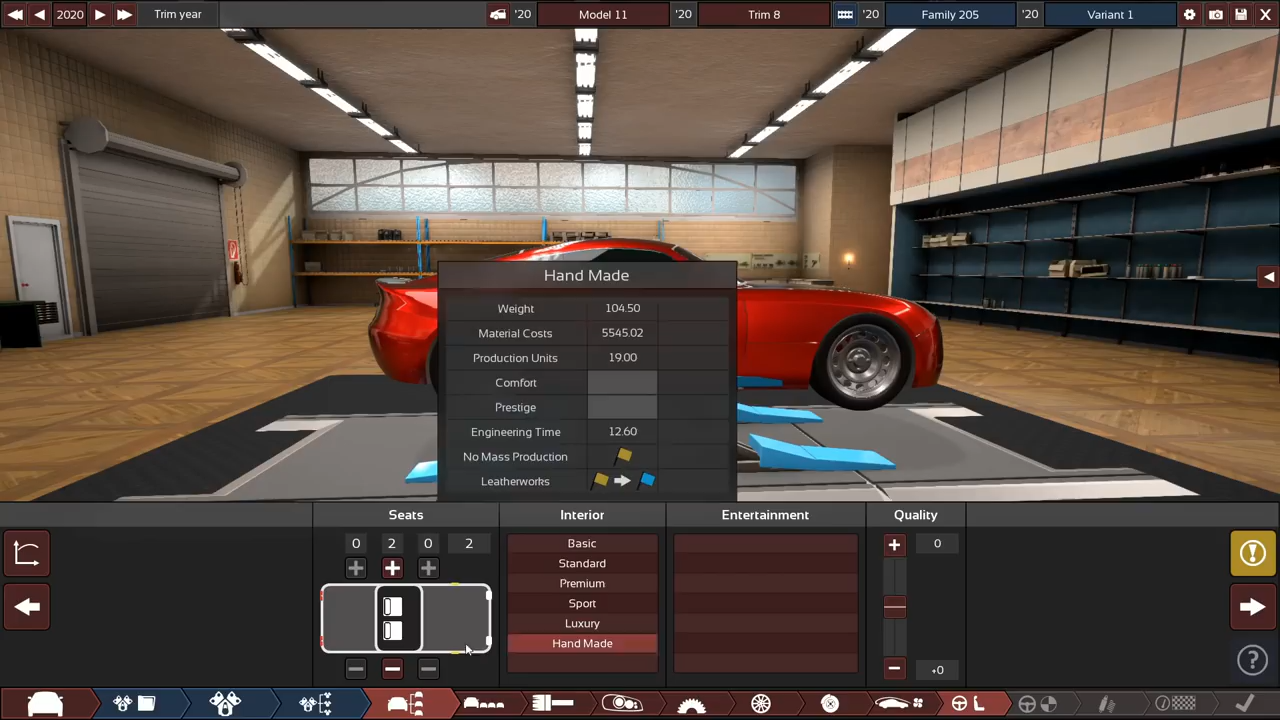 2020 Trim year '20 Model 11 '20 Trim 8 '20 Family 205 '20 Variant 1
Hand Made
Weight 104.50
Material Costs 5545.02
Production Units 19.00
Comfort
Prestige
Engineering Time 12.60
No Mass Production
Leatherworks
Seats Interior Entertainment Quality
0 2 0 2 Basic 0
Standard
Premium
Sport
Luxury
Hand Made
+0